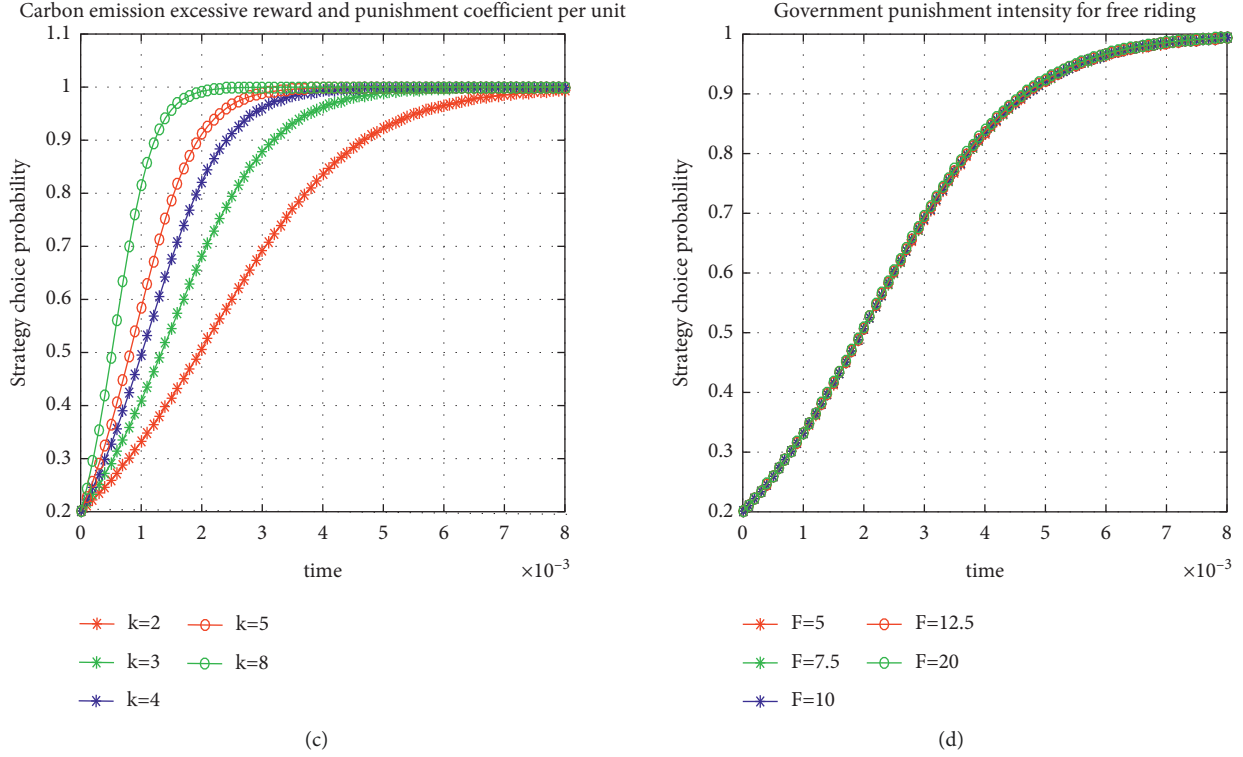 Carbon emission excessive reward and punishment coefficient per unit
1.1
1
0.9
0.8
0.7
0.6
0.5
0.4
0.3
0.2
Strategy choice probability
0 1 2 3 4 5 6 7 8
time ×10⁻³
k=2 k=5
k=3 k=8
k=4
(c)
Government punishment intensity for free riding
1
0.9
0.8
0.7
0.6
0.5
0.4
0.3
0.2
Strategy choice probability
0 1 2 3 4 5 6 7 8
time ×10⁻³
F=5 F=12.5
F=7.5 F=20
F=10
(d)